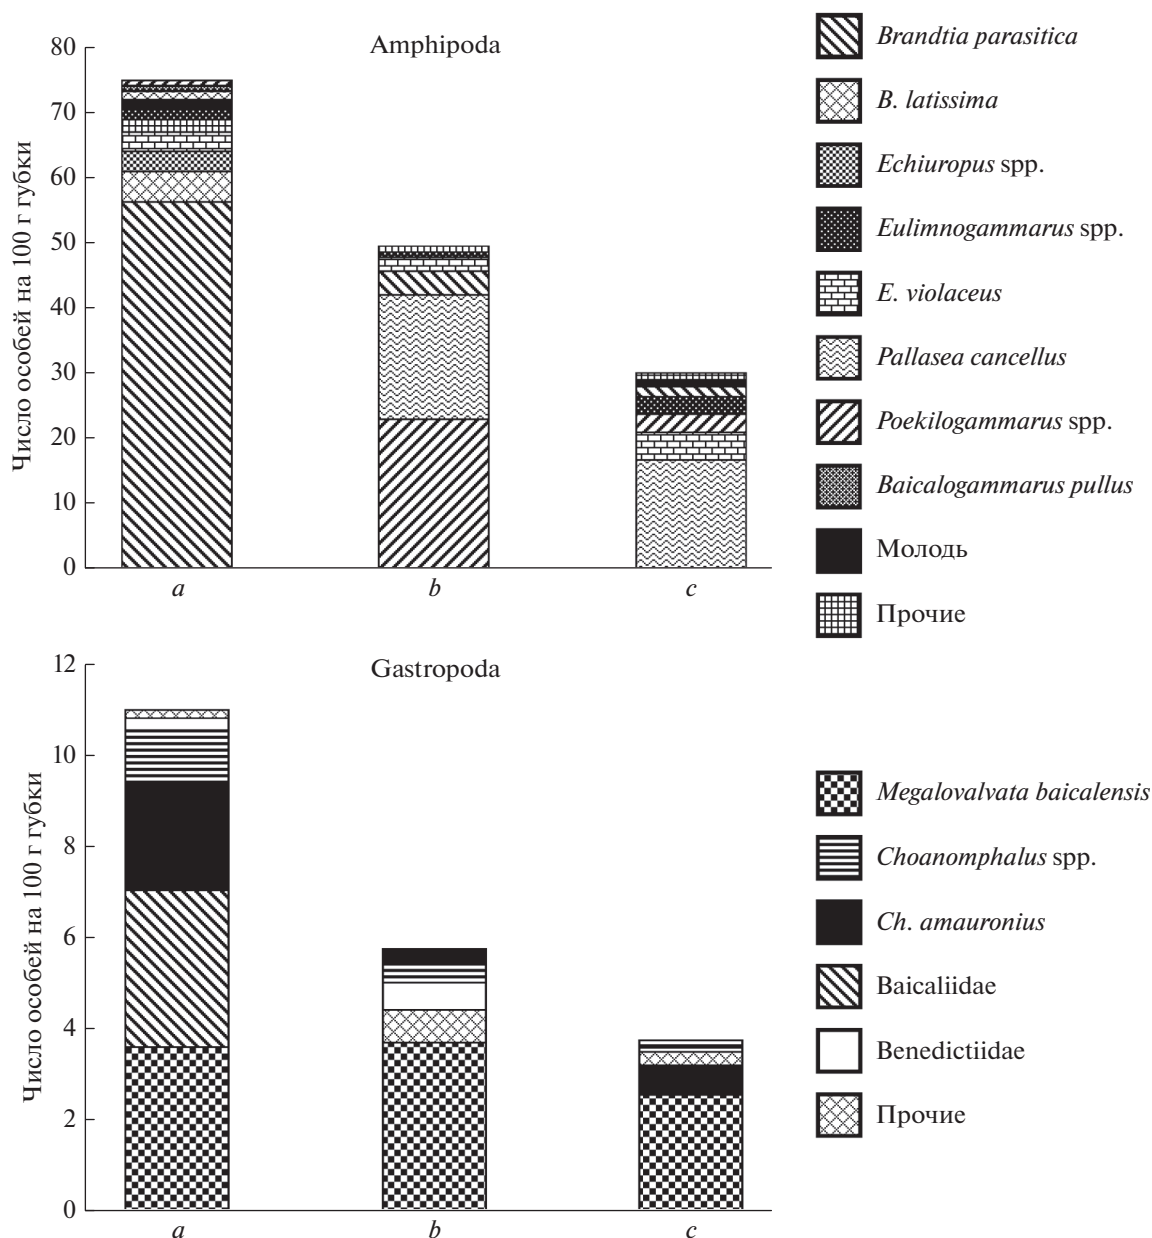 Amphipoda
Число особей на 100 г губки
80
70
60
50
40
30
20
10
0
a
b
c
Brandtia parasitica
B. latissima
Echiuropus spp.
Eulimnogammarus spp.
E. violaceus
Pallasea cancellus
Poekilogammarus spp.
Baicalogammarus pullus
Молодь
Прочие
Gastropoda
Число особей на 100 г губки
12
10
8
6
4
2
0
a
b
c
Megalovalvata baicalensis
Choanomphalus spp.
Ch. amauronius
Baicaliidae
Benedictiidae
Прочие